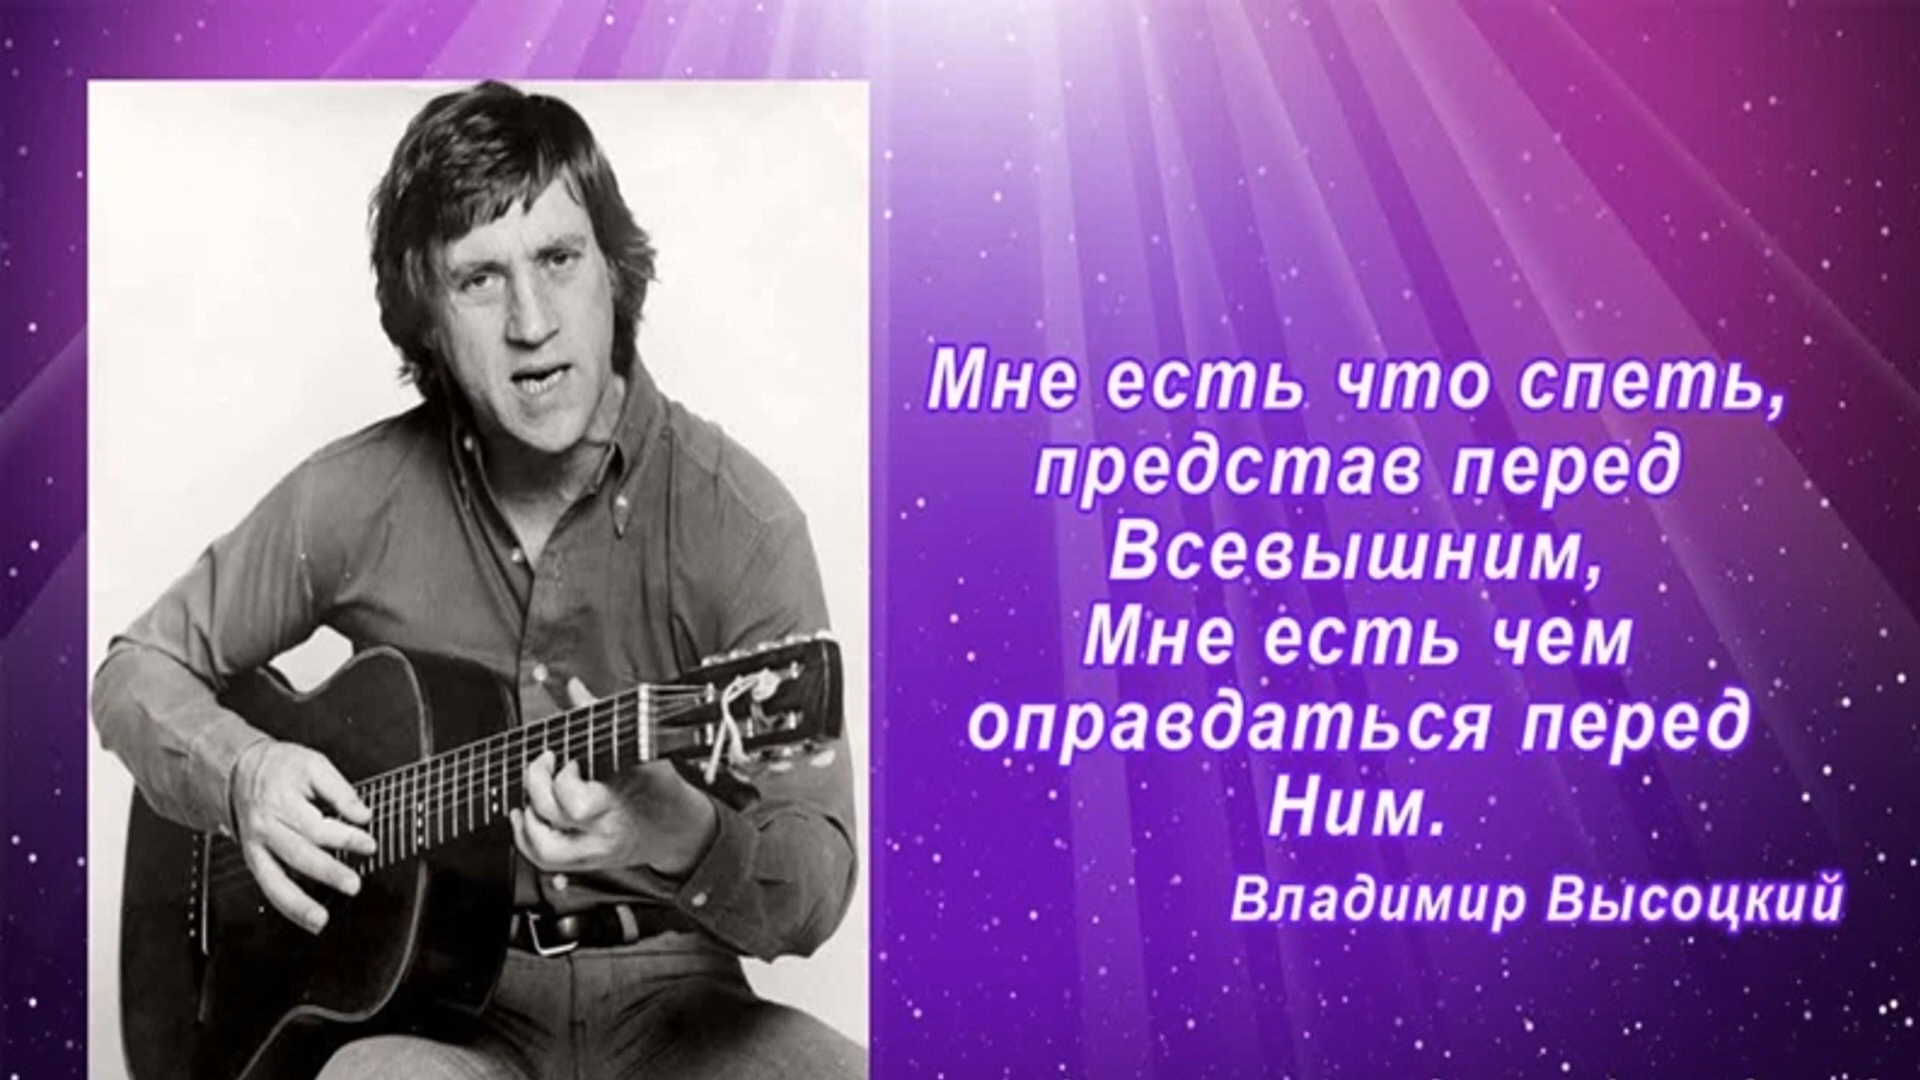 Мне есть что спеть,
представ перед
Всевышним,
Мне есть чем
оправдаться перед
Ним.
Владимир Высоцкий